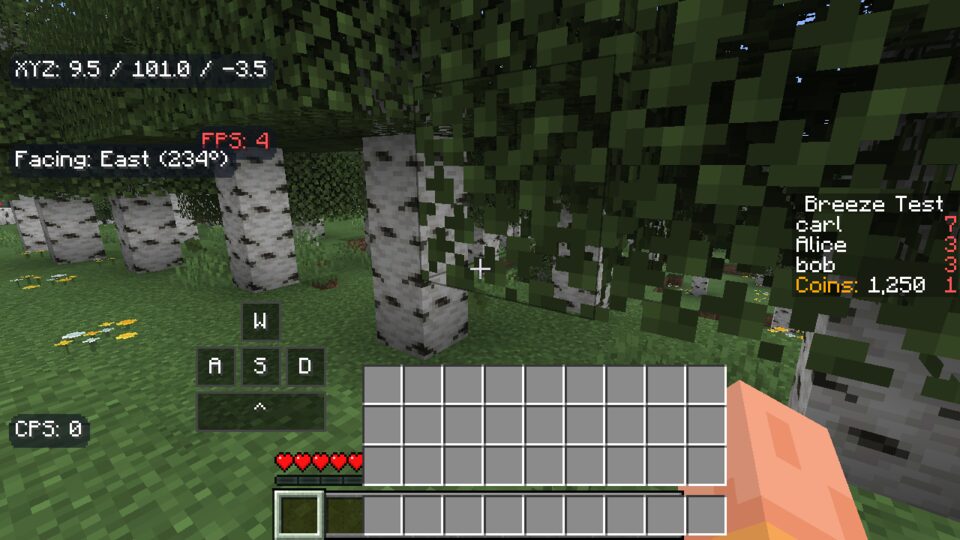 XYZ: 9.5 / 101.0 / -3.5
FPS: 4
Facing: East (234°)
Breeze Test
carl 7
Alice 3
bob 3
Coins: 1,250 1
W
A S D
^
CPS: 0